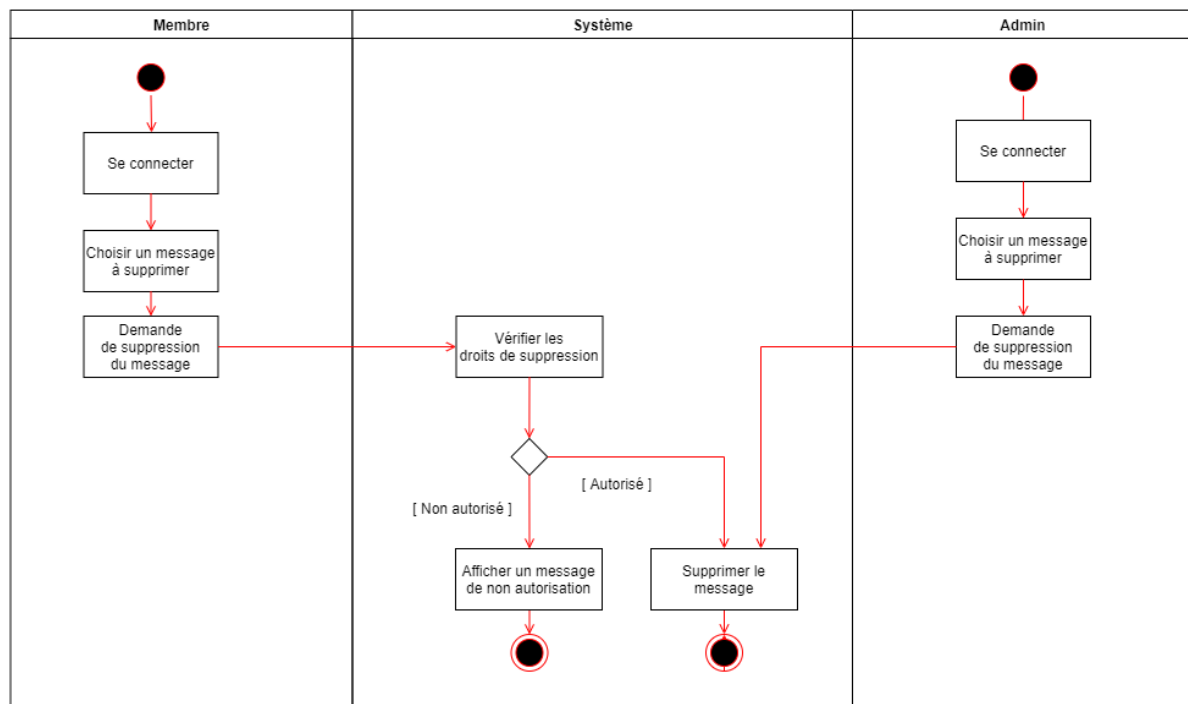 Membre
Système
Admin
Se connecter
Choisir un message
à supprimer
Demande
de suppression
du message
Vérifier les
droits de suppression
[ Non autorisé ]
[ Autorisé ]
Afficher un message
de non autorisation
Supprimer le
message
Se connecter
Choisir un message
à supprimer
Demande
de suppression
du message